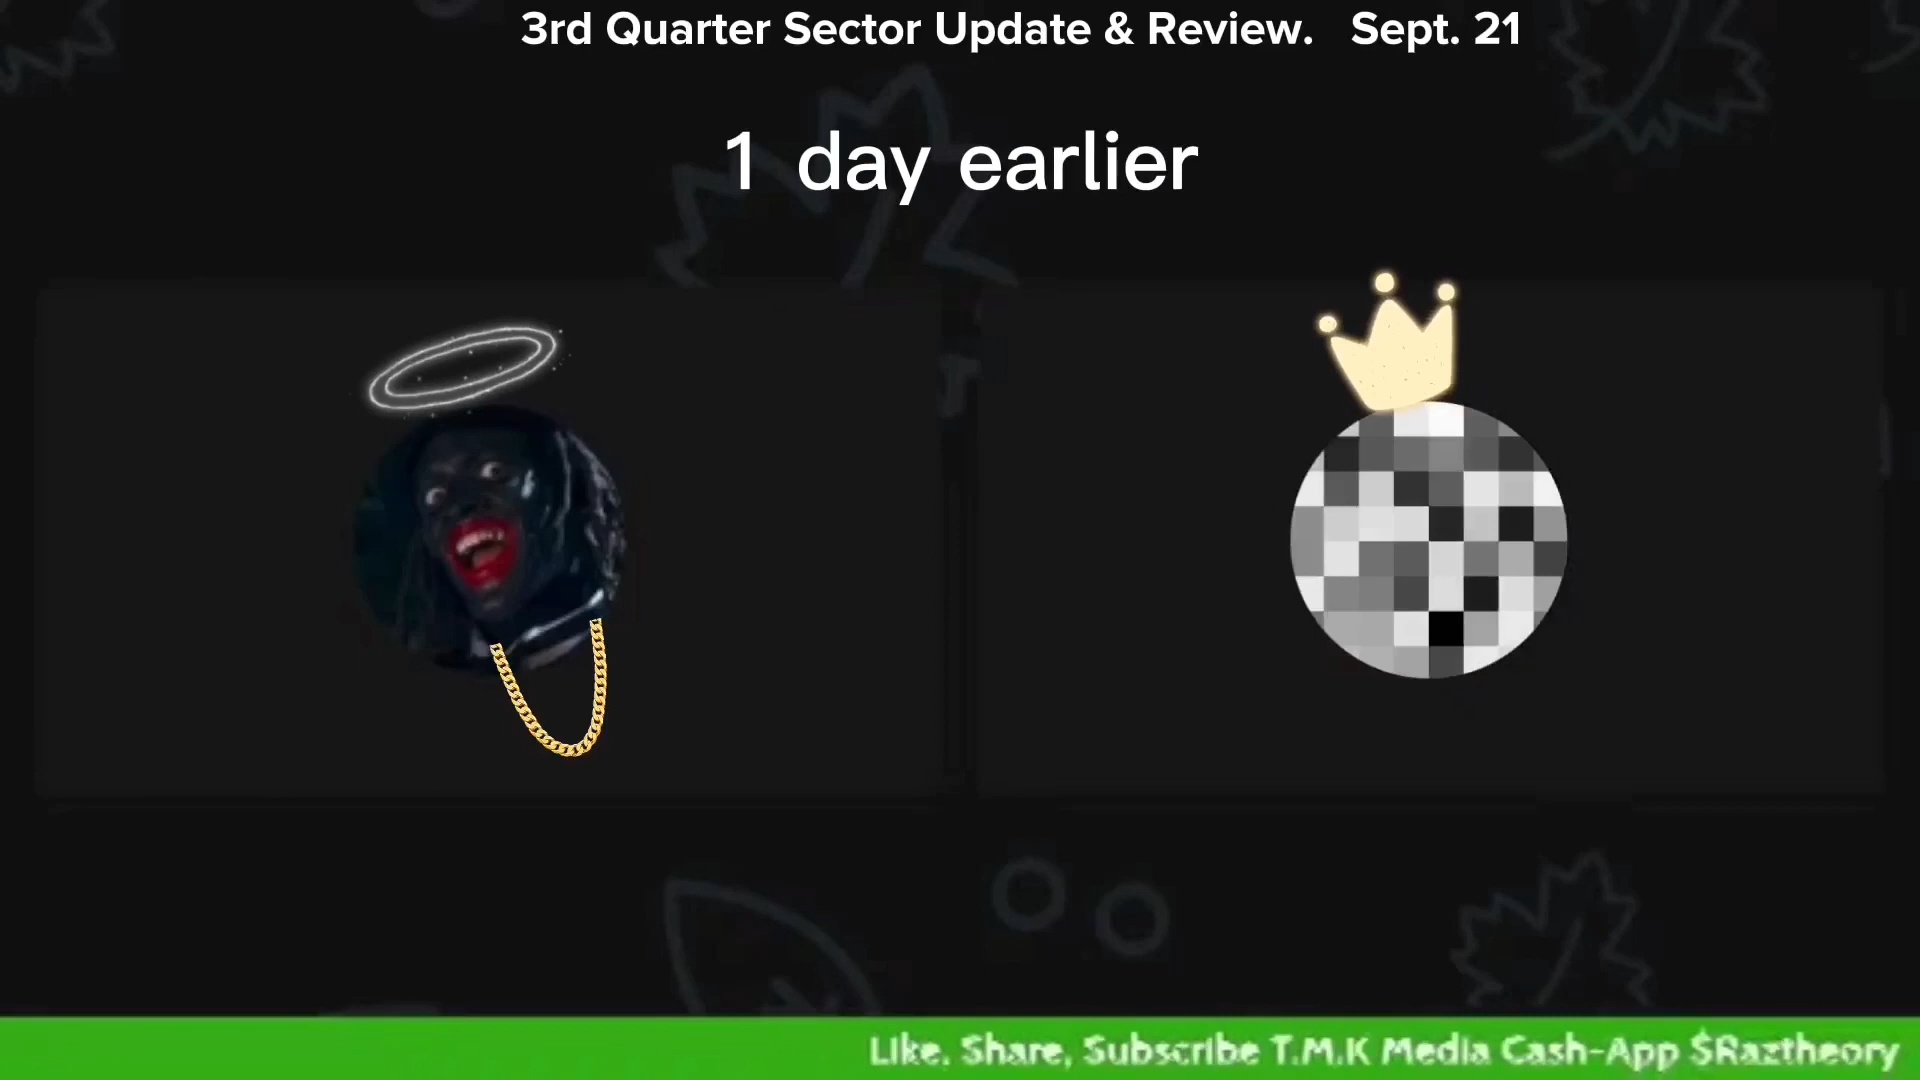 3rd Quarter Sector Update & Review. Sept. 21
1 day earlier
Like. Share, Subscribe T.M.K Media Cash-App $Raztheory